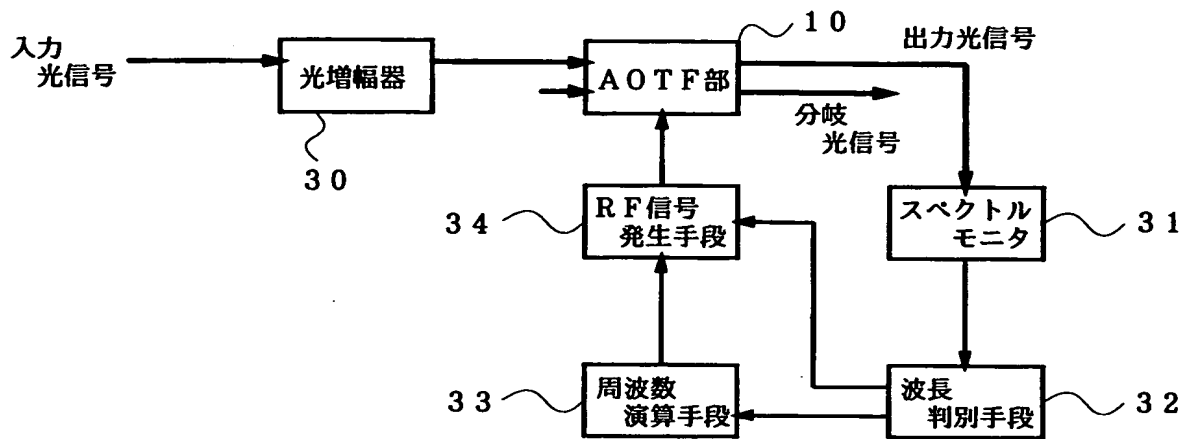 入力
光信号
光増幅器
30
AOTF部
10
出力光信号
分岐
光信号
RF信号
発生手段
34
スペクトル
モニタ
31
周波数
演算手段
33
波長
判別手段
32